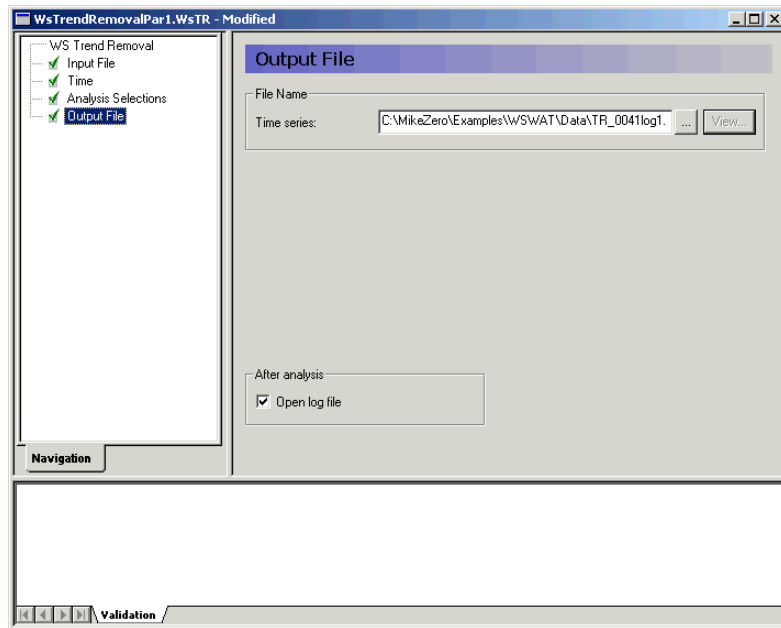 WsTrendRemovalPar1.WsTR - Modified
WS Trend Removal
Input File
Time
Analysis Selections
Output File
Navigation
Output File
File Name
Time series:
C:\MikeZero\Examples\WSWAT\Data\TR_0041log1.
...
View...
After analysis
Open log file
Validation